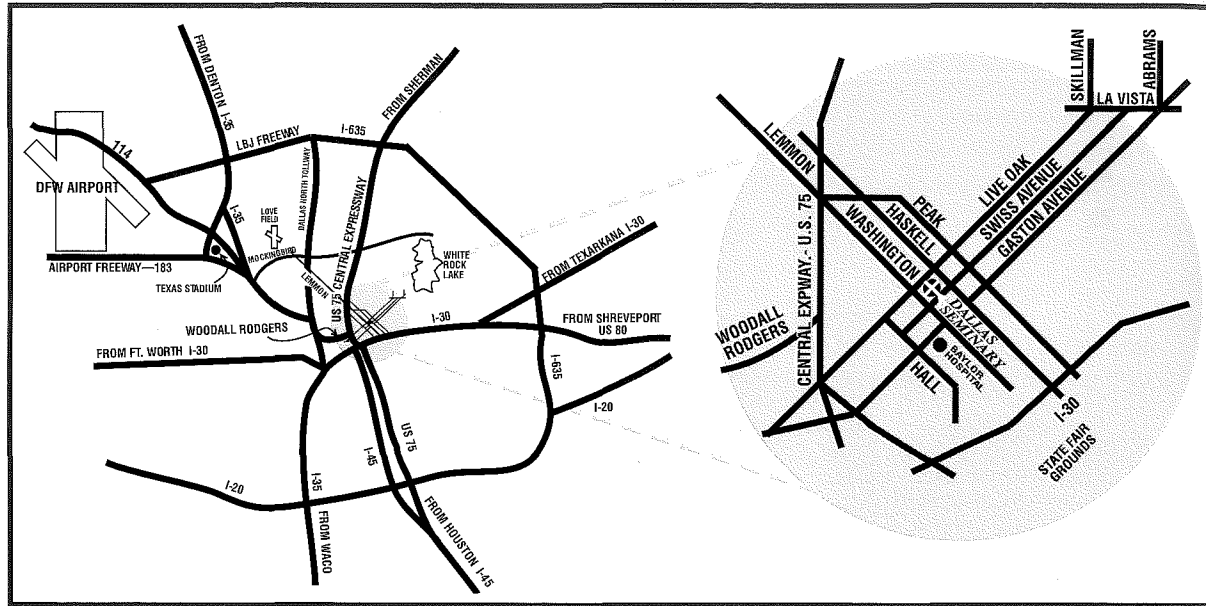 FROM DENTON I-35
FROM SHERMAN
114
LBJ FREEWAY
I-635
DFW AIRPORT
I-35
LOVE FIELD
DALLAS NORTH TOLLWAY
US 75 CENTRAL EXPRESSWAY
MOCKINGBIRD
LEMMON
WHITE ROCK LAKE
FROM TEXARKANA I-30
AIRPORT FREEWAY—183
TEXAS STADIUM
WOODALL RODGERS
I-30
FROM SHREVEPORT US 80
FROM FT. WORTH I-30
I-635
I-20
US 75
I-45
I-20
I-35
FROM WACO
FROM HOUSTON I-45
SKILLMAN
ABRAMS
LA VISTA
LEMMON
LIVE OAK
SWISS AVENUE
GASTON AVENUE
PEAK
HASKELL
WASHINGTON
CENTRAL EXPWAY.- U.S. 75
WOODALL RODGERS
DALLAS SEMINARY
BAYLOR HOSPITAL
HALL
I-30
STATE FAIR GROUNDS